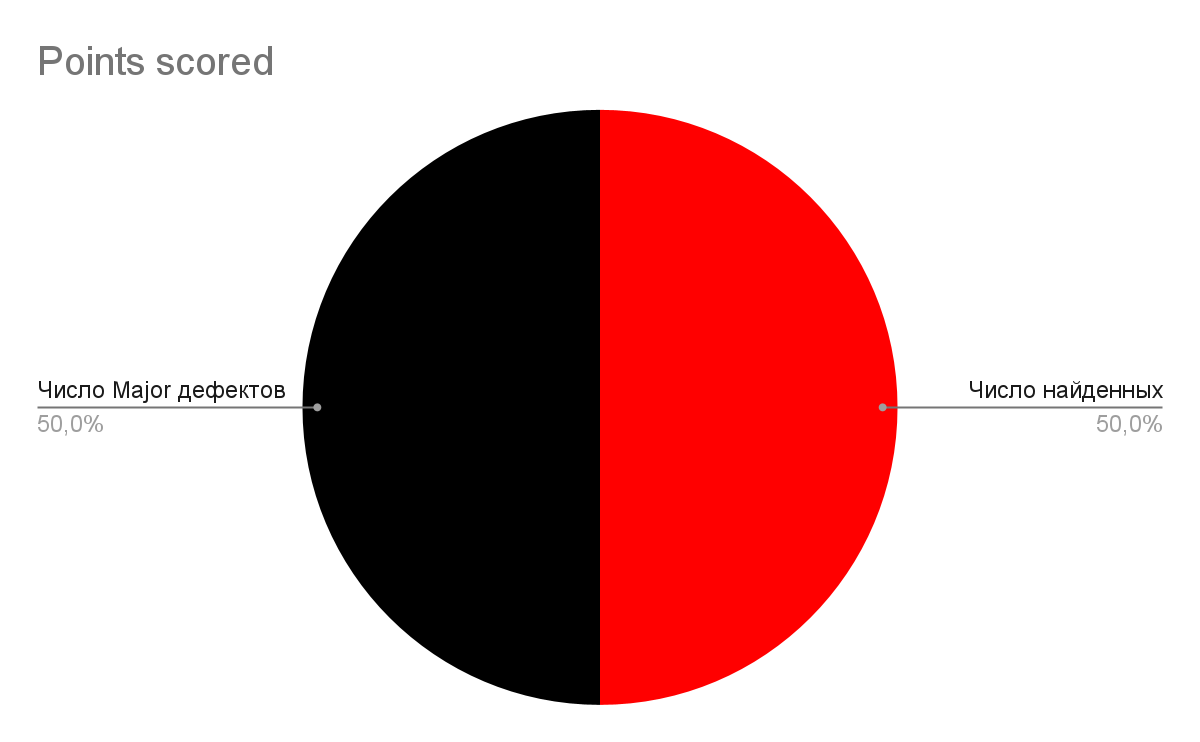 Points scored
Число Major дефектов
50,0%
Число найденных
50,0%